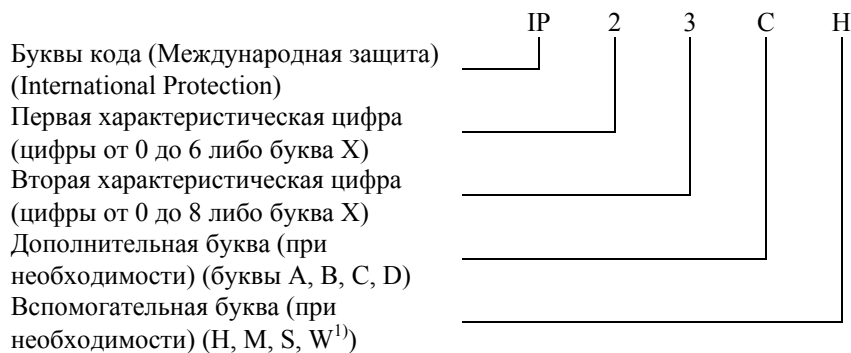 IP 2 3 C H
Буквы кода (Международная защита)
(International Protection)
Первая характеристическая цифра
(цифры от 0 до 6 либо буква X)
Вторая характеристическая цифра
(цифры от 0 до 8 либо буква X)
Дополнительная буква (при
необходимости) (буквы A, B, C, D)
Вспомогательная буква (при
необходимости) (H, M, S, W¹⁾)